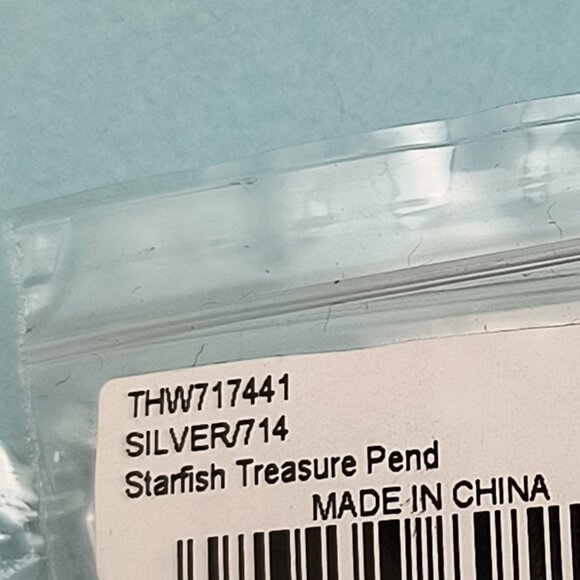 THW717441
SILVER/714
Starfish Treasure Pend
MADE IN CHINA